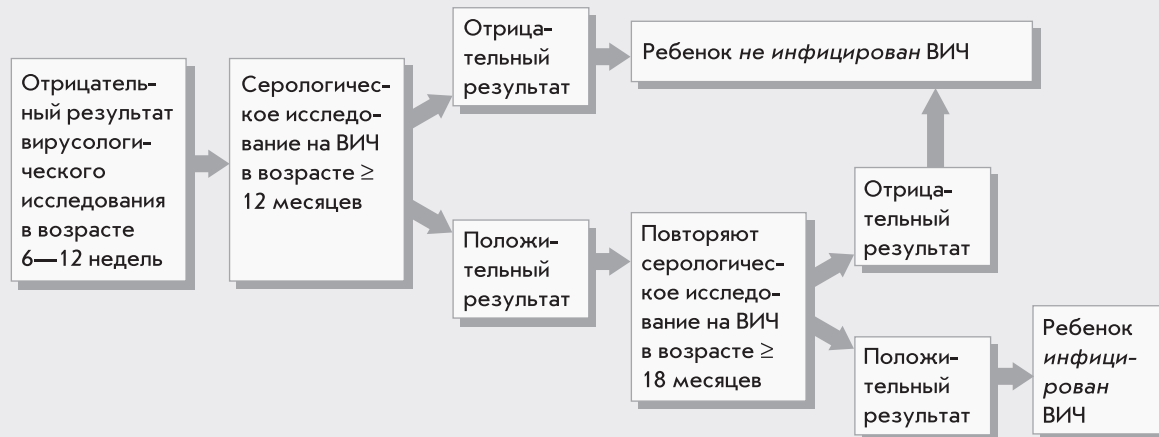 Отрицатель-
ный результат
вирусологи-
ческого
исследования
в возрасте
6—12 недель
Серологичес-
кое исследо-
вание на ВИЧ
в возрасте ≥
12 месяцев
Отрица-
тельный
результат
Ребенок не инфицирован ВИЧ
Положи-
тельный
результат
Повторяют
серологичес-
кое исследо-
вание на ВИЧ
в возрасте ≥
18 месяцев
Отрица-
тельный
результат
Положи-
тельный
результат
Ребенок
инфици-
рован
ВИЧ